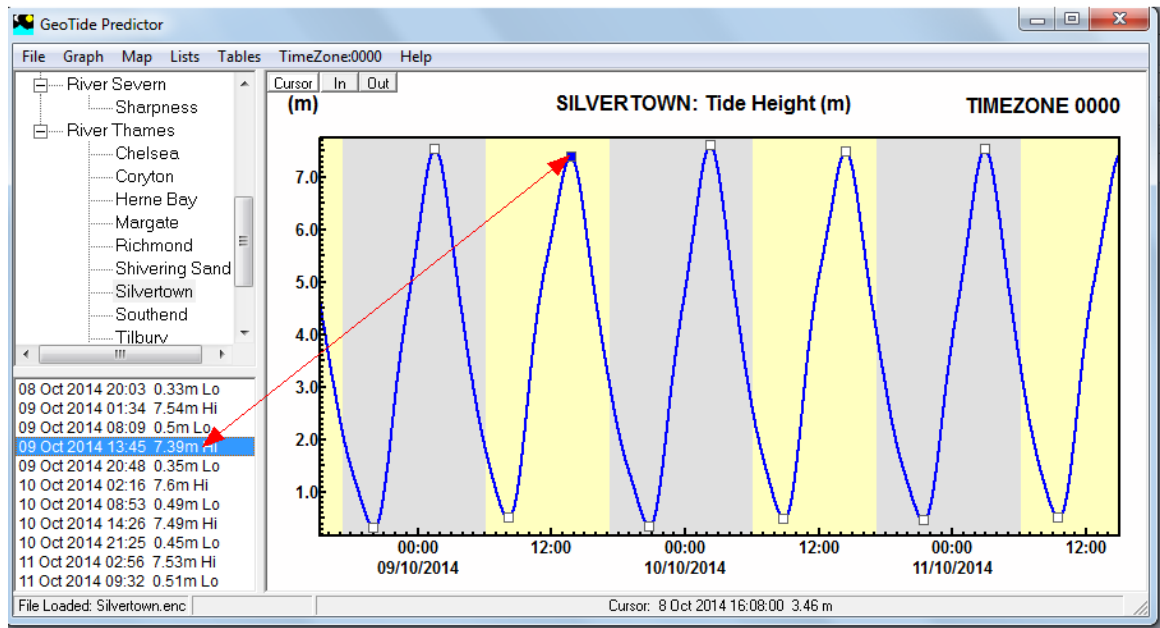 GeoTide Predictor
File Graph Map Lists Tables TimeZone:0000 Help
River Severn
Sharpness
River Thames
Chelsea
Coryton
Herne Bay
Margate
Richmond
Shivering Sand
Silvertown
Southend
Tilbury
08 Oct 2014 20:03 0.33m Lo
09 Oct 2014 01:34 7.54m Hi
09 Oct 2014 08:09 0.5m Lo
09 Oct 2014 13:45 7.39m Hi
09 Oct 2014 20:48 0.35m Lo
10 Oct 2014 02:16 7.6m Hi
10 Oct 2014 08:53 0.49m Lo
10 Oct 2014 14:26 7.49m Hi
10 Oct 2014 21:25 0.45m Lo
11 Oct 2014 02:56 7.53m Hi
11 Oct 2014 09:32 0.51m Lo
Cursor In Out
(m) SILVERTOWN: Tide Height (m) TIMEZONE 0000
7.0
6.0
5.0
4.0
3.0
2.0
1.0
00:00 12:00 00:00 12:00 00:00 12:00
09/10/2014 10/10/2014 11/10/2014
File Loaded: Silvertown.enc Cursor: 8 Oct 2014 16:08:00 3.46 m